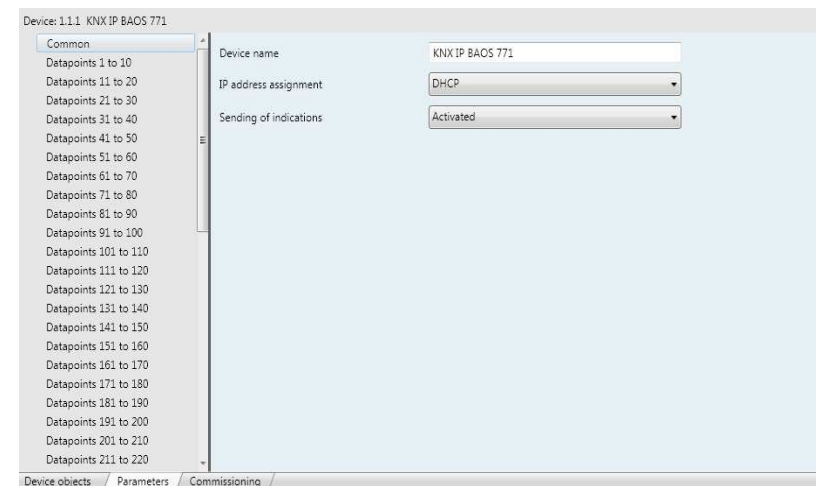 Device: 1.1.1 KNX IP BAOS 771
Common
Datapoints 1 to 10
Datapoints 11 to 20
Datapoints 21 to 30
Datapoints 31 to 40
Datapoints 41 to 50
Datapoints 51 to 60
Datapoints 61 to 70
Datapoints 71 to 80
Datapoints 81 to 90
Datapoints 91 to 100
Datapoints 101 to 110
Datapoints 111 to 120
Datapoints 121 to 130
Datapoints 131 to 140
Datapoints 141 to 150
Datapoints 151 to 160
Datapoints 161 to 170
Datapoints 171 to 180
Datapoints 181 to 190
Datapoints 191 to 200
Datapoints 201 to 210
Datapoints 211 to 220
Device name KNX IP BAOS 771
IP address assignment DHCP
Sending of indications Activated
Device objects / Parameters / Commissioning /